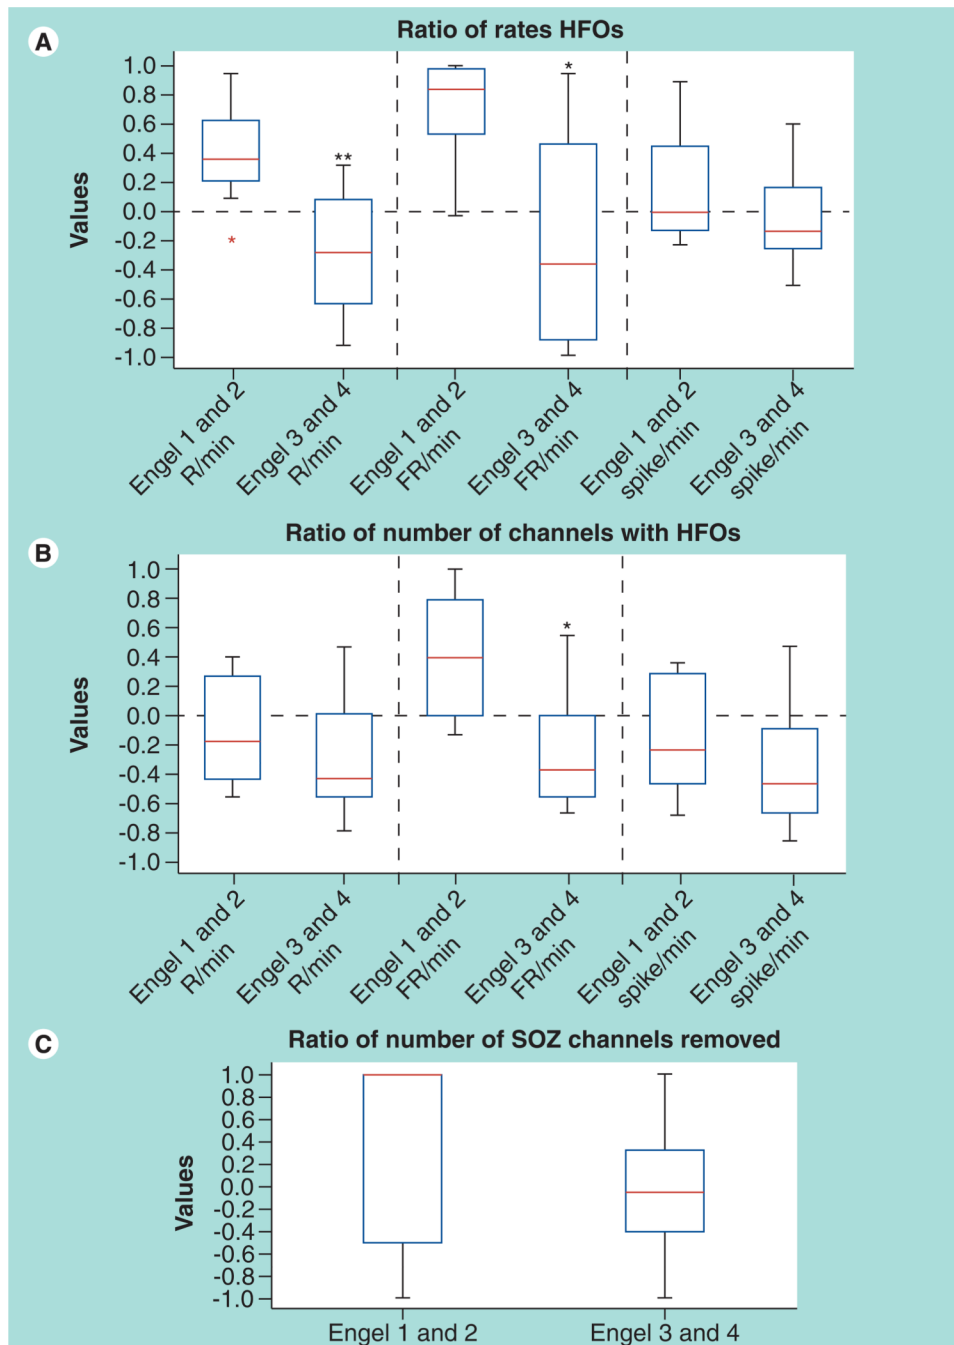 A
Ratio of rates HFOs
Values
1.0
0.8
0.6
0.4
0.2
0.0
-0.2
-0.4
-0.6
-0.8
-1.0
*
**
*
Engel 1 and 2
R/min
Engel 3 and 4
R/min
Engel 1 and 2
FR/min
Engel 3 and 4
FR/min
Engel 1 and 2
spike/min
Engel 3 and 4
spike/min
B
Ratio of number of channels with HFOs
Values
1.0
0.8
0.6
0.4
0.2
0.0
-0.2
-0.4
-0.6
-0.8
-1.0
*
Engel 1 and 2
R/min
Engel 3 and 4
R/min
Engel 1 and 2
FR/min
Engel 3 and 4
FR/min
Engel 1 and 2
spike/min
Engel 3 and 4
spike/min
C
Ratio of number of SOZ channels removed
Values
1.0
0.8
0.6
0.4
0.2
0.0
-0.2
-0.4
-0.6
-0.8
-1.0
Engel 1 and 2
Engel 3 and 4